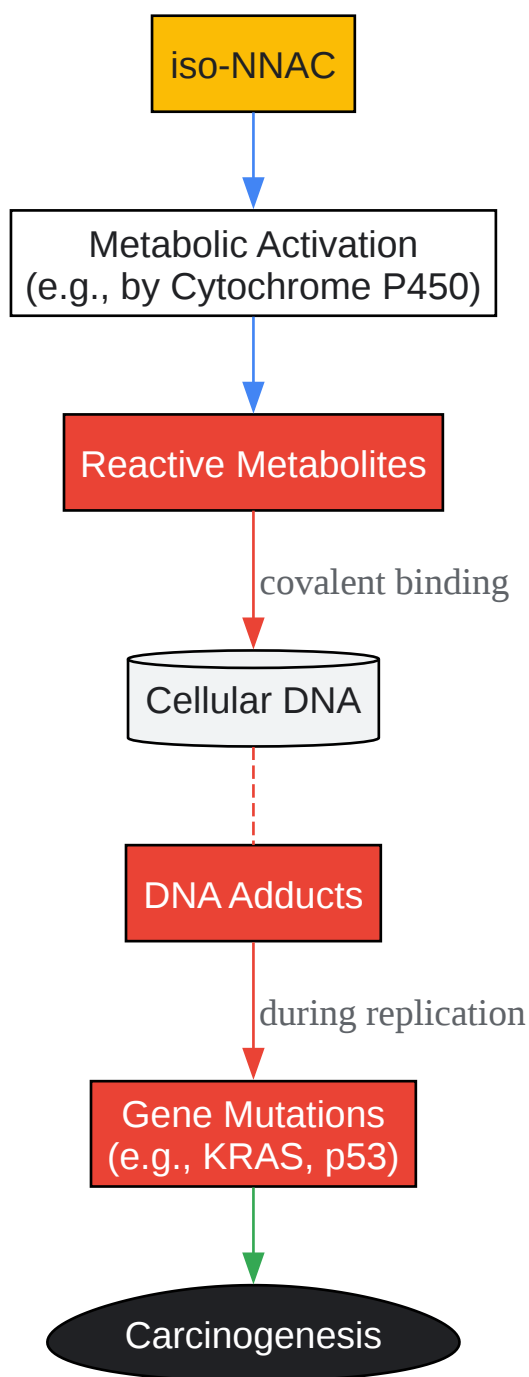 iso-NNAC
Metabolic Activation
(e.g., by Cytochrome P450)
Reactive Metabolites
covalent binding
Cellular DNA
DNA Adducts
during replication
Gene Mutations
(e.g., KRAS, p53)
Carcinogenesis